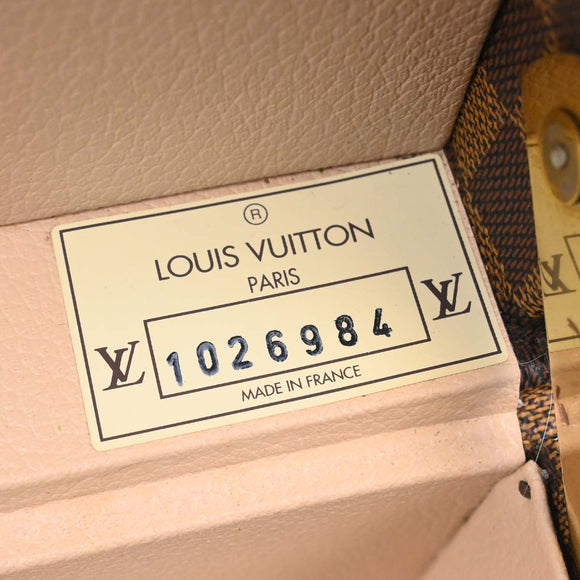 ®
LOUIS VUITTON
PARIS
LV 1026984 LV
MADE IN FRANCE